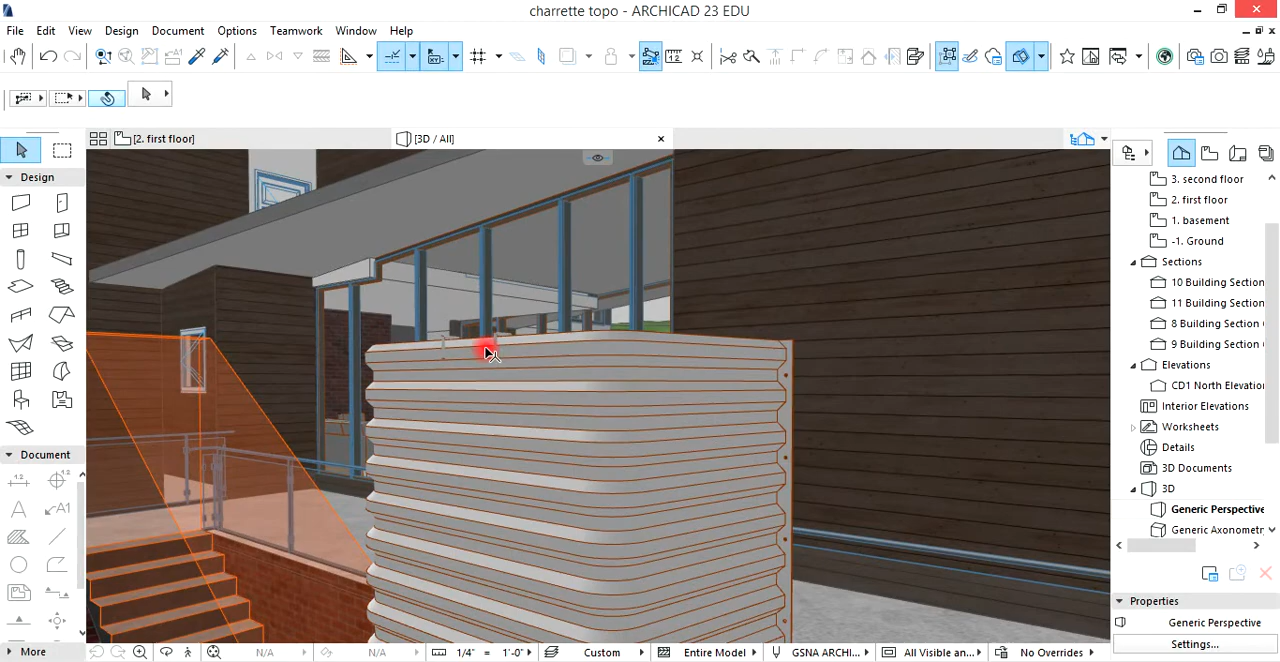 charrette topo - ARCHICAD 23 EDU
File Edit View Design Document Options Teamwork Window Help
[2. first floor]
[3D / All]
Design
Document
More
3. second floor
2. first floor
1. basement
-1. Ground
Sections
10 Building Section
11 Building Section
8 Building Section
9 Building Section
Elevations
CD1 North Elevatio
Interior Elevations
Worksheets
Details
3D Documents
3D
Generic Perspective
Generic Axonometr
Properties
Generic Perspective
Settings...
N/A
N/A
1/4" = 1'-0"
Custom
Entire Model
GSNA ARCHI...
All Visible an...
No Overrides